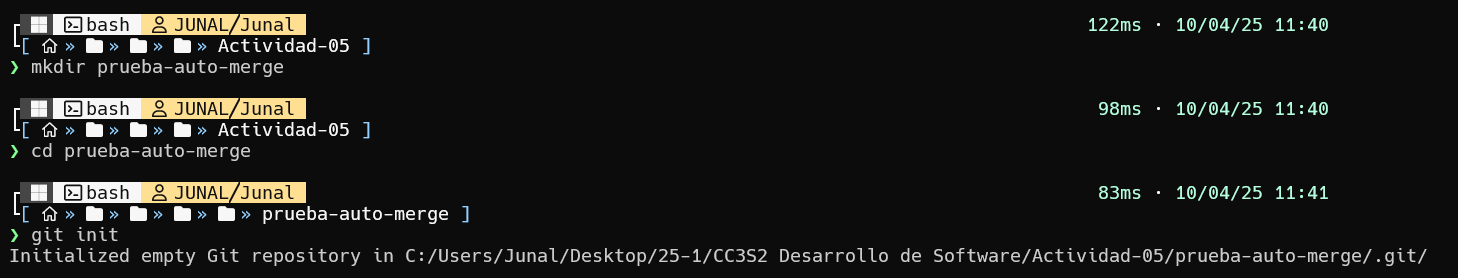 bash JUNAL/Junal 122ms · 10/04/25 11:40
[ » » » » Actividad-05 ]
❯ mkdir prueba-auto-merge
bash JUNAL/Junal 98ms · 10/04/25 11:40
[ » » » » Actividad-05 ]
❯ cd prueba-auto-merge
bash JUNAL/Junal 83ms · 10/04/25 11:41
[ » » » » » prueba-auto-merge ]
❯ git init
Initialized empty Git repository in C:/Users/Junal/Desktop/25-1/CC3S2 Desarrollo de Software/Actividad-05/prueba-auto-merge/.git/